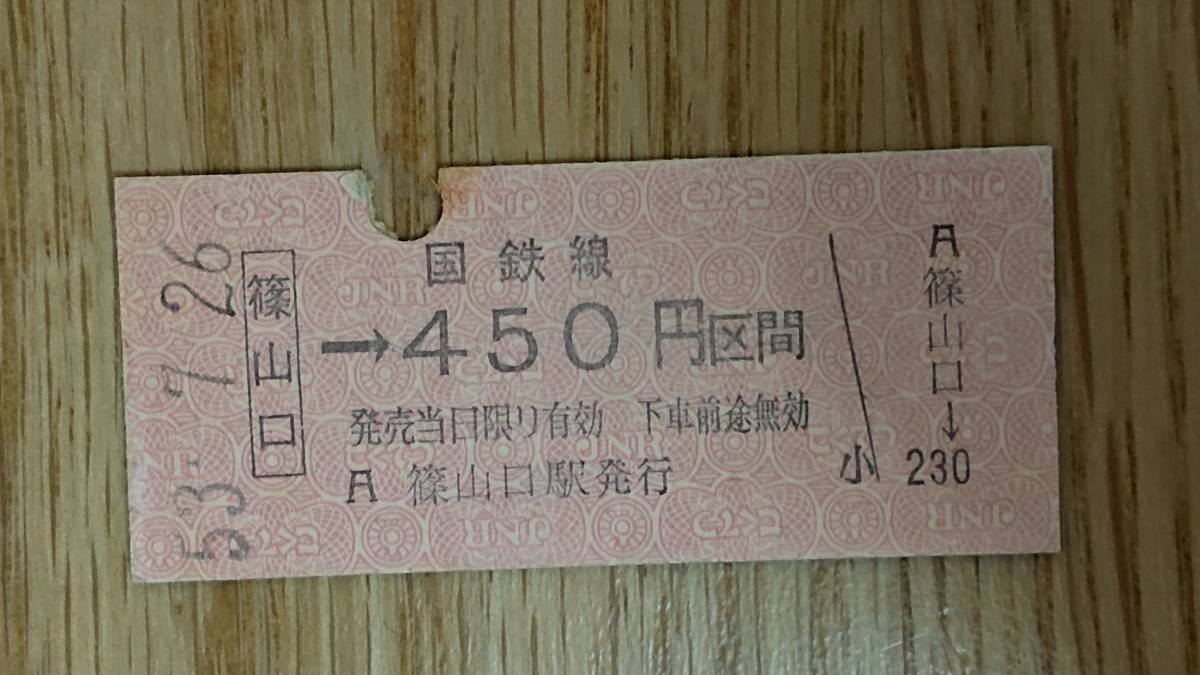 53.-7.26
篠山口
国鉄線
→450円区間
発売当日限り有効 下車前途無効
A 篠山口駅発行
A篠山口→
小 230
JNR